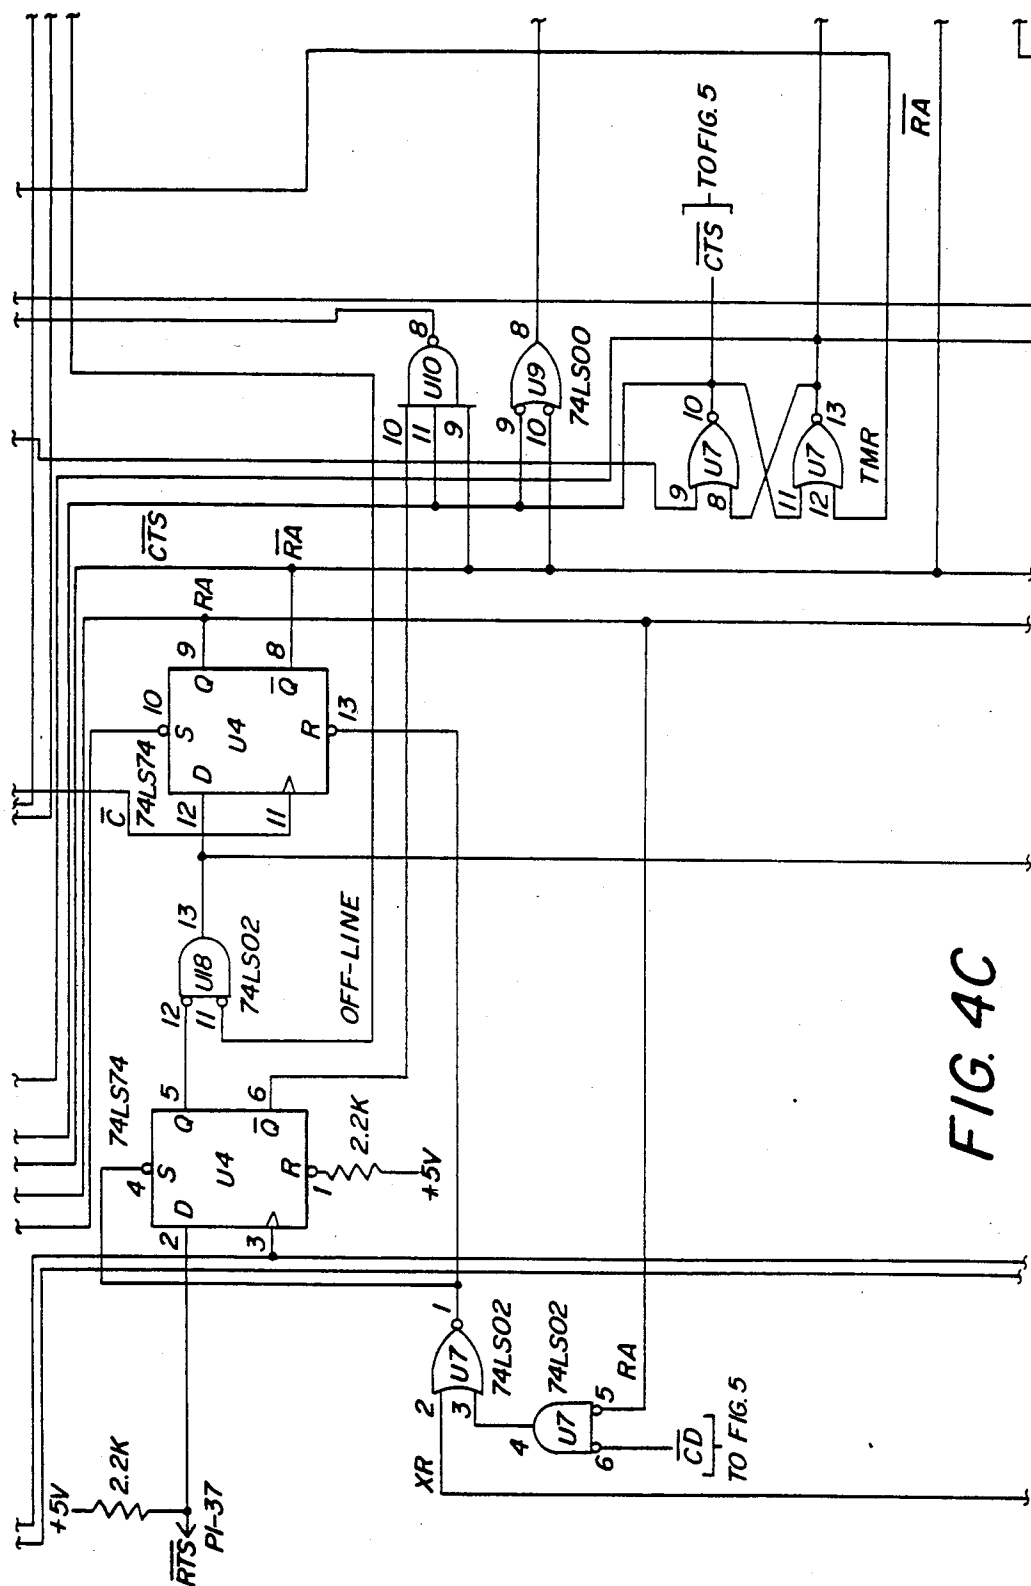 +5V
2.2K
RTS
P1-37
2
D
4
S
U4
Q
5
3
Q
6
R
1
74LS74
2.2K
+5V
12
11
U18
13
74LS02
OFF-LINE
C
74LS74
12
D
10
S
U4
Q
9
RA
11
Q
8
RA
R
13
CTS
10
11
9
U10
8
9
10
U9
8
74LS00
XR
2
3
U7
1
74LS02
4
U7
74LS02
6
5
RA
CD
TO FIG. 5
9
8
U7
10
CTS
TO FIG. 5
11
12
U7
13
TMR
RA
FIG. 4C